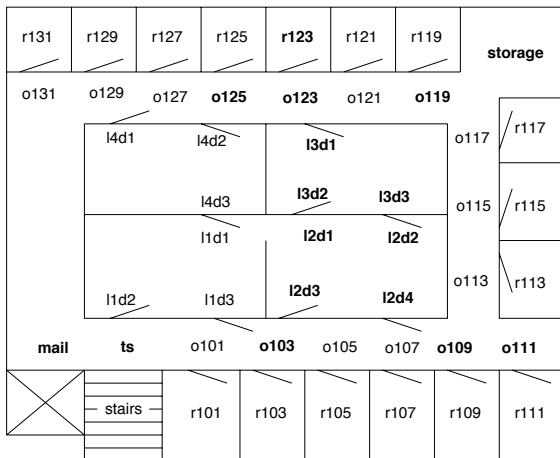 r131 r129 r127 r125 r123 r121 r119
storage
o131 o129 o127 o125 o123 o121 o119
l4d1 l4d2 l3d1
o117 r117
l4d3 l3d2 l3d3
o115 r115
l1d1 l2d1 l2d2
o113 r113
l1d2 l1d3 l2d3 l2d4
mail ts o101 o103 o105 o107 o109 o111
stairs r101 r103 r105 r107 r109 r111